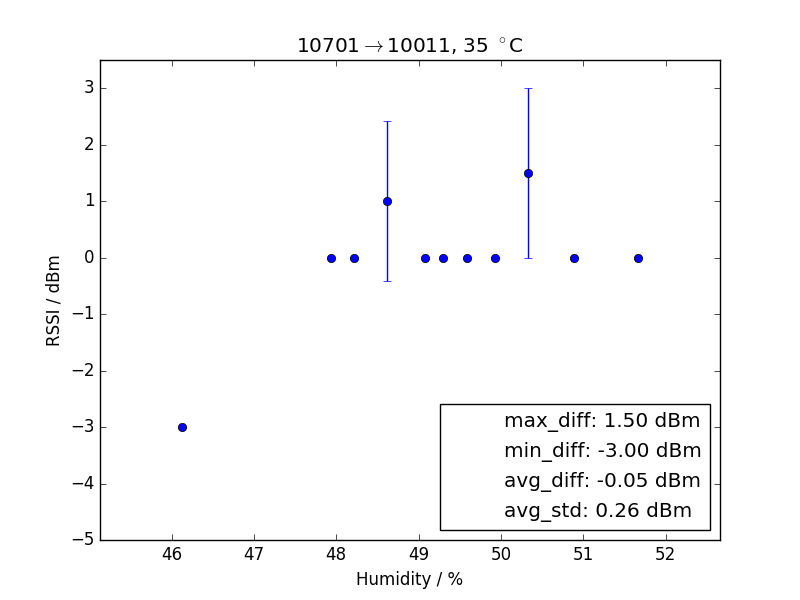 10701→10011, 35 °C
3
2
1
0
−1
−2
−3
−4
−5
RSSI / dBm
max_diff: 1.50 dBm
min_diff: -3.00 dBm
avg_diff: -0.05 dBm
avg_std: 0.26 dBm
46 47 48 49 50 51 52
Humidity / %